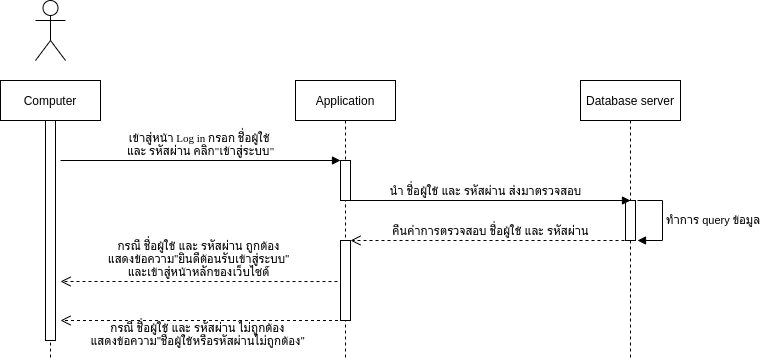 Computer
Application
Database server
เข้าสู่หน้า Log in กรอก ชื่อผู้ใช้
และ รหัสผ่าน คลิก"เข้าสู่ระบบ"
นำ ชื่อผู้ใช้ และ รหัสผ่าน ส่งมาตรวจสอบ
ทำการ query ข้อมูล
คืนค่าการตรวจสอบ ชื่อผู้ใช้ และ รหัสผ่าน
กรณี ชื่อผู้ใช้ และ รหัสผ่าน ถูกต้อง
แสดงข้อความ"ยินดีต้อนรับเข้าสู่ระบบ"
และเข้าสู่หน้าหลักของเว็บไซต์
กรณี ชื่อผู้ใช้ และ รหัสผ่าน ไม่ถูกต้อง
แสดงข้อความ"ชื่อผู้ใช้หรือรหัสผ่านไม่ถูกต้อง"